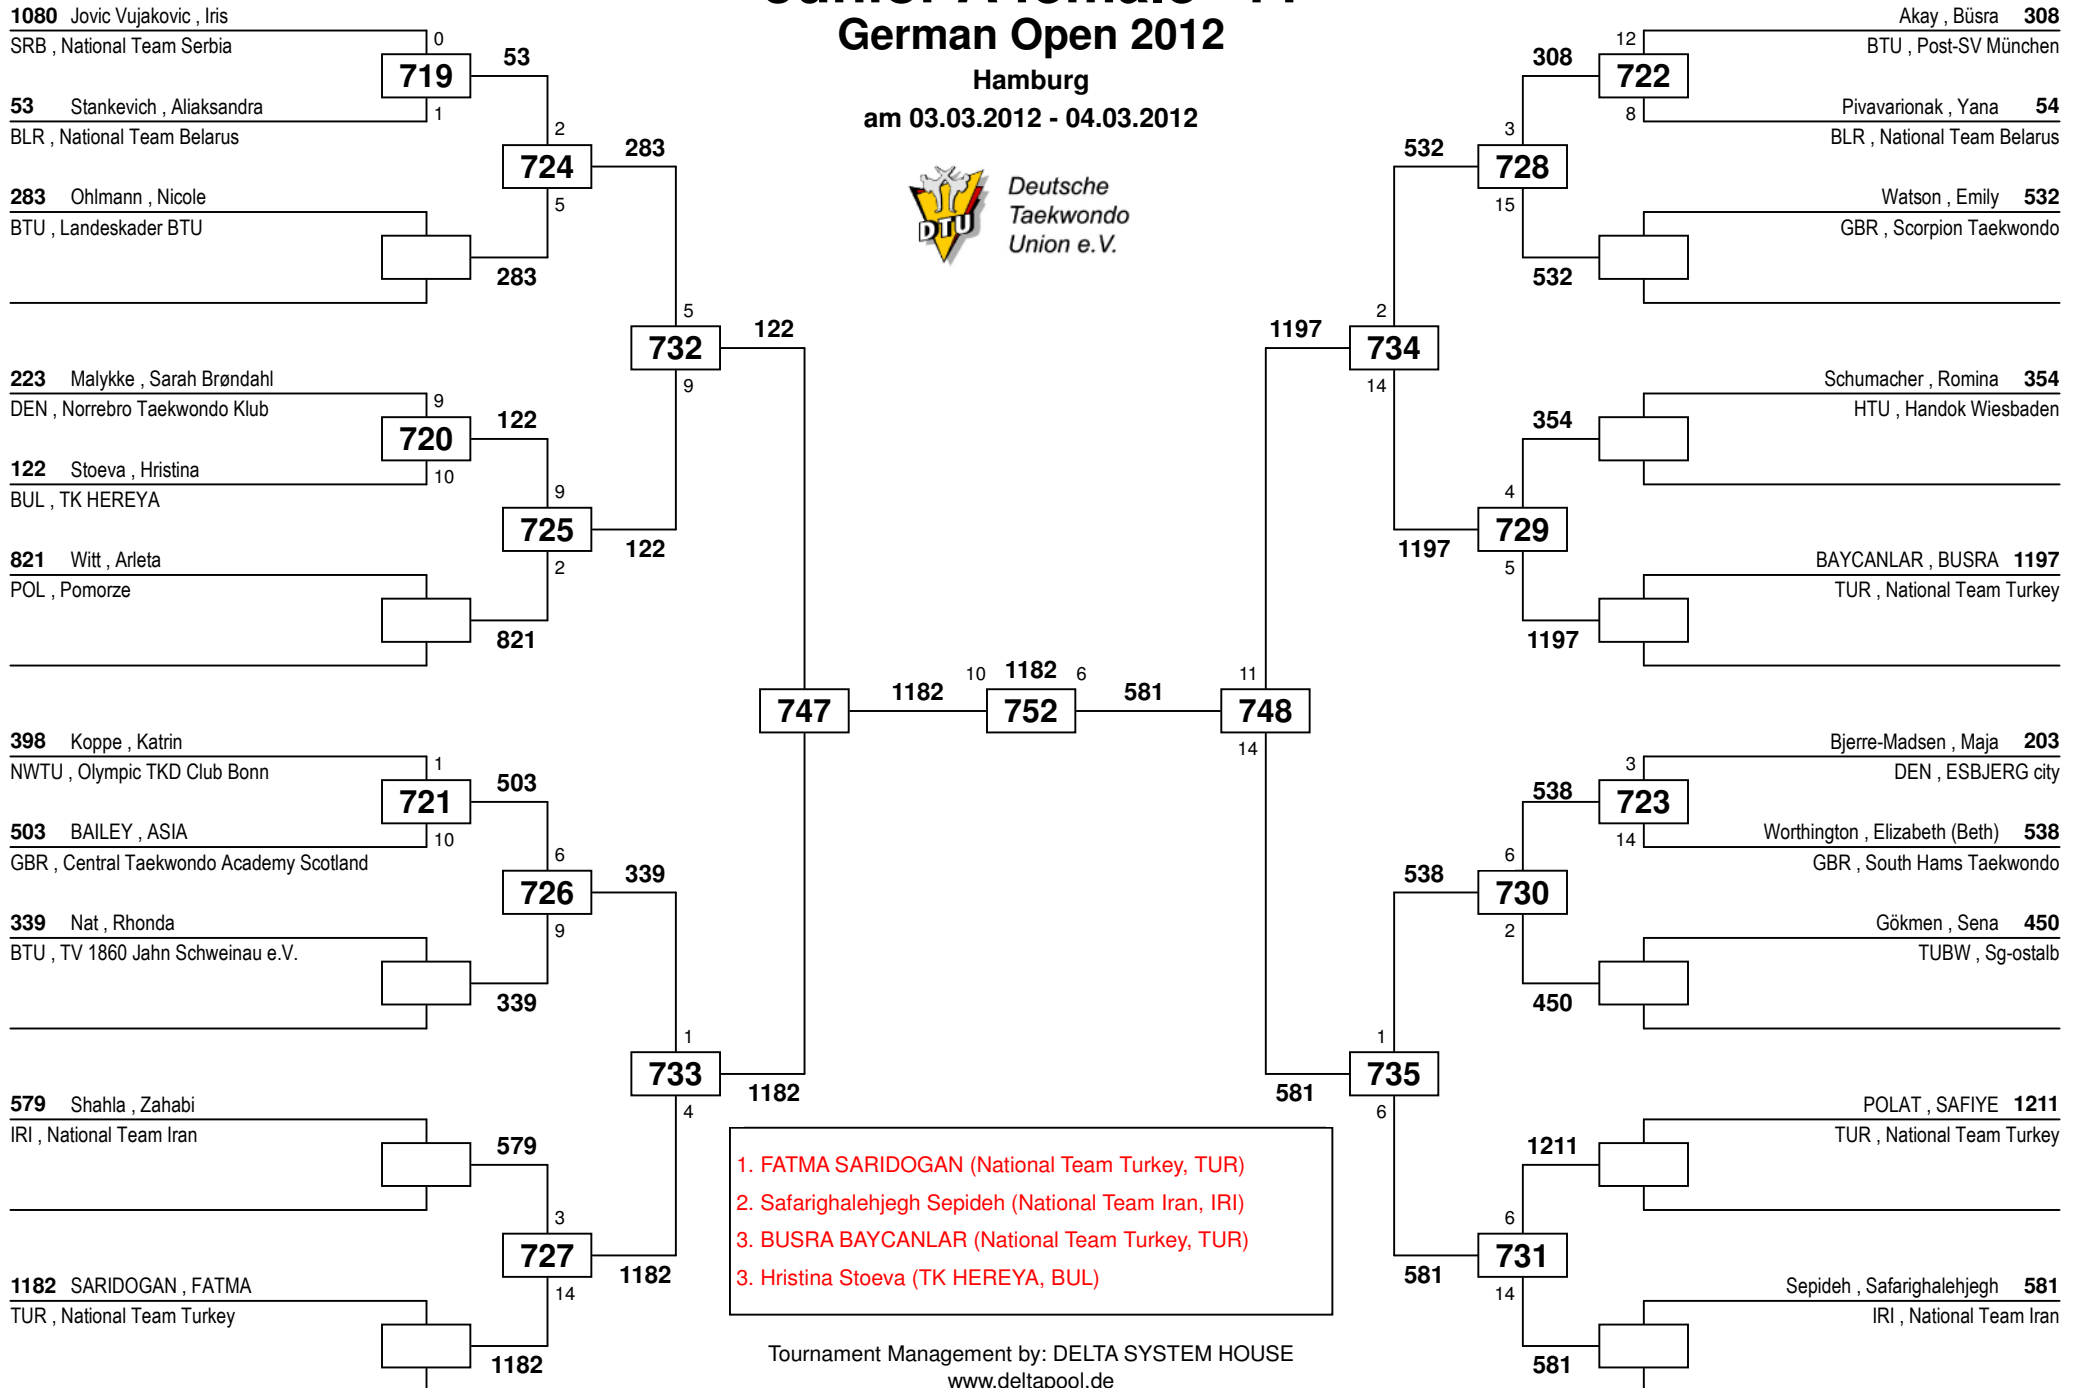 German Open 2012
Hamburg
am 03.03.2012 - 04.03.2012
DTU
Deutsche
Taekwondo
Union e.V.
1080 Jovic Vujakovic , Iris
SRB , National Team Serbia
0
719
53
53 Stankevich , Aliaksandra
1
BLR , National Team Belarus
2
724
283
283 Ohlmann , Nicole
5
BTU , Landeskader BTU
283
5
732
122
9
223 Malykke , Sarah Brøndahl
9
DEN , Norrebro Taekwondo Klub
720
122
122 Stoeva , Hristina
10
BUL , TK HEREYA
9
725
122
2
821 Witt , Arleta
POL , Pomorze
821
747
1182
10 1182 6
752
581
748
11
14
398 Koppe , Katrin
NWTU , Olympic TKD Club Bonn
1
721
503
503 BAILEY , ASIA
10
GBR , Central Taekwondo Academy Scotland
6
726
339
9
339 Nat , Rhonda
BTU , TV 1860 Jahn Schweinau e.V.
339
1
733
1182
4
579 Shahla , Zahabi
IRI , National Team Iran
579
3
727
1182
14
1182 SARIDOGAN , FATMA
TUR , National Team Turkey
1182
Akay , Büsra 308
BTU , Post-SV München
12
722
308
Pivavarionak , Yana 54
8
BLR , National Team Belarus
3
728
532
15
Watson , Emily 532
GBR , Scorpion Taekwondo
532
2
734
1197
14
Schumacher , Romina 354
HTU , Handok Wiesbaden
354
4
729
1197
5
BAYCANLAR , BUSRA 1197
TUR , National Team Turkey
1197
Bjerre-Madsen , Maja 203
DEN , ESBJERG city
3
723
538
Worthington , Elizabeth (Beth) 538
14
GBR , South Hams Taekwondo
6
730
538
2
Gökmen , Sena 450
TUBW , Sg-ostalb
450
1
735
581
6
POLAT , SAFIYE 1211
TUR , National Team Turkey
1211
6
731
581
14
Sepideh , Safarighalehjegh 581
IRI , National Team Iran
581
1. FATMA SARIDOGAN (National Team Turkey, TUR)
2. Safarighalehjegh Sepideh (National Team Iran, IRI)
3. BUSRA BAYCANLAR (National Team Turkey, TUR)
3. Hristina Stoeva (TK HEREYA, BUL)
Tournament Management by: DELTA SYSTEM HOUSE
www.deltapool.de